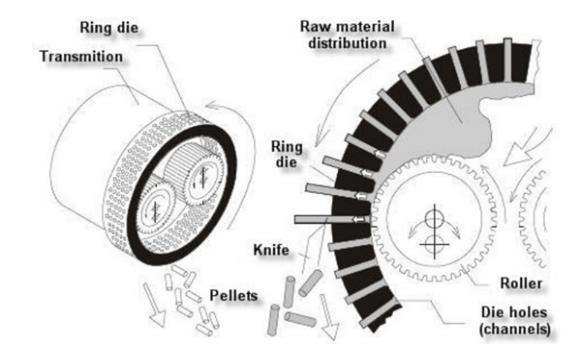 Ring die
Transmition
Pellets
Raw material
distribution
Ring
die
Knife
Roller
Die holes
(channels)